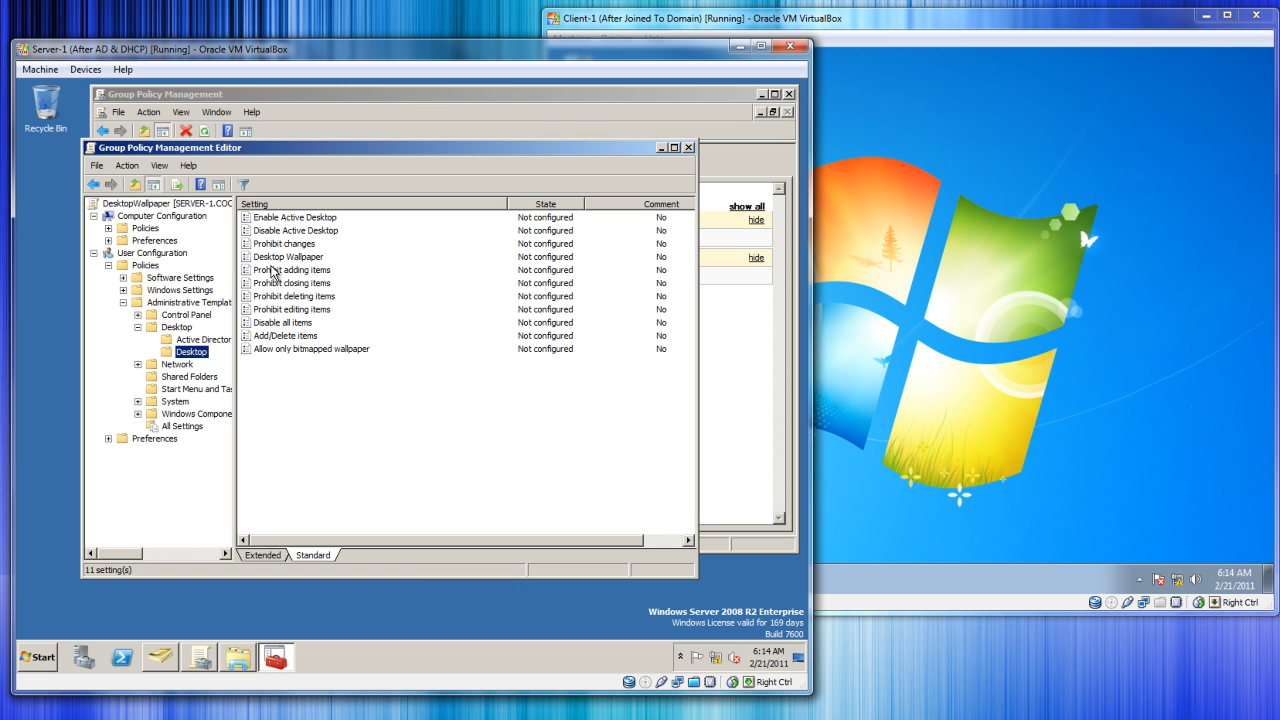 Client-1 (After Joined To Domain) [Running] - Oracle VM VirtualBox
Server-1 (After AD & DHCP) [Running] - Oracle VM VirtualBox
Machine Devices Help
Recycle Bin
Group Policy Management
File Action View Window Help
Group Policy Management Editor
File Action View Help
DesktopWallpaper [SERVER-1.COC
Computer Configuration
Policies
Preferences
User Configuration
Policies
Software Settings
Windows Settings
Administrative Templat
Control Panel
Desktop
Active Director
Desktop
Network
Shared Folders
Start Menu and Ta
System
Windows Compone
All Settings
Preferences
Setting State Comment
Enable Active Desktop Not configured No
Disable Active Desktop Not configured No
Prohibit changes Not configured No
Desktop Wallpaper Not configured No
Prohibit adding items Not configured No
Prohibit closing items Not configured No
Prohibit deleting items Not configured No
Prohibit editing items Not configured No
Disable all items Not configured No
Add/Delete items Not configured No
Allow only bitmapped wallpaper Not configured No
Extended Standard
11 setting(s)
show all
hide
hide
Windows Server 2008 R2 Enterprise
Windows License valid for 169 days
Build 7600
Start
6:14 AM
2/21/2011
Right Ctrl
6:14 AM
2/21/2011
Right Ctrl